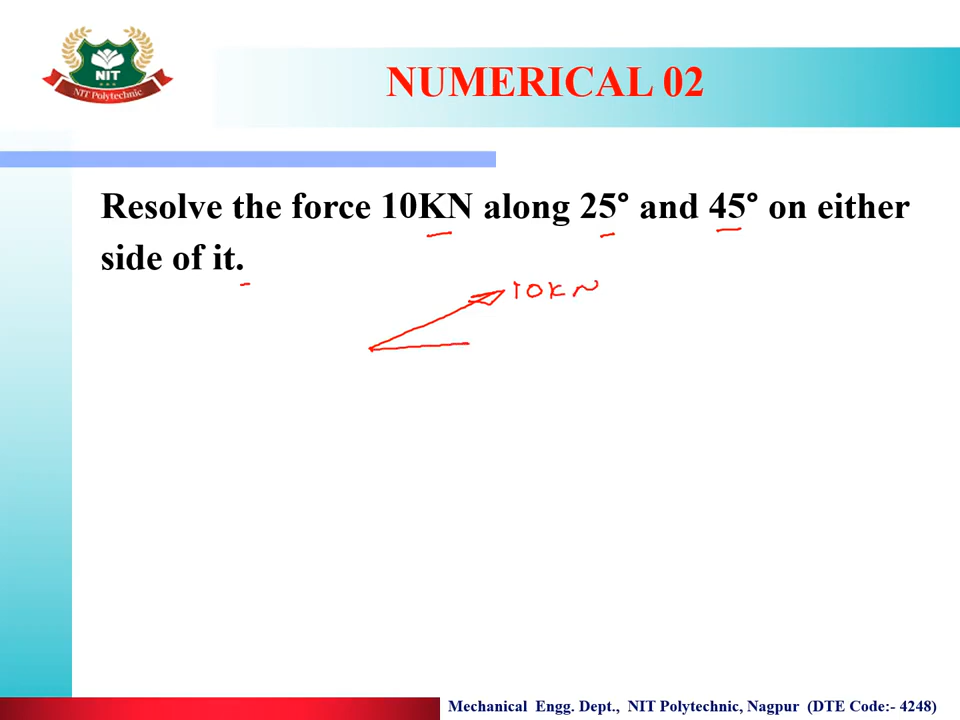 NIT
NIT Polytechnic
NUMERICAL 02
Resolve the force 10KN along 25° and 45° on either
side of it.
10KN
Mechanical Engg. Dept., NIT Polytechnic, Nagpur (DTE Code:- 4248)